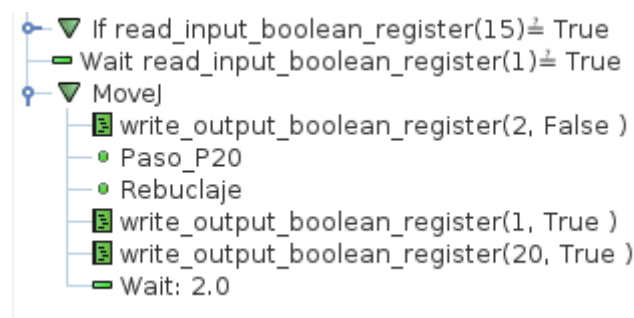 If read_input_boolean_register(15)≟ True
Wait read_input_boolean_register(1)≟ True
MoveJ
write_output_boolean_register(2, False )
Paso_P20
Rebuclaje
write_output_boolean_register(1, True )
write_output_boolean_register(20, True )
Wait: 2.0